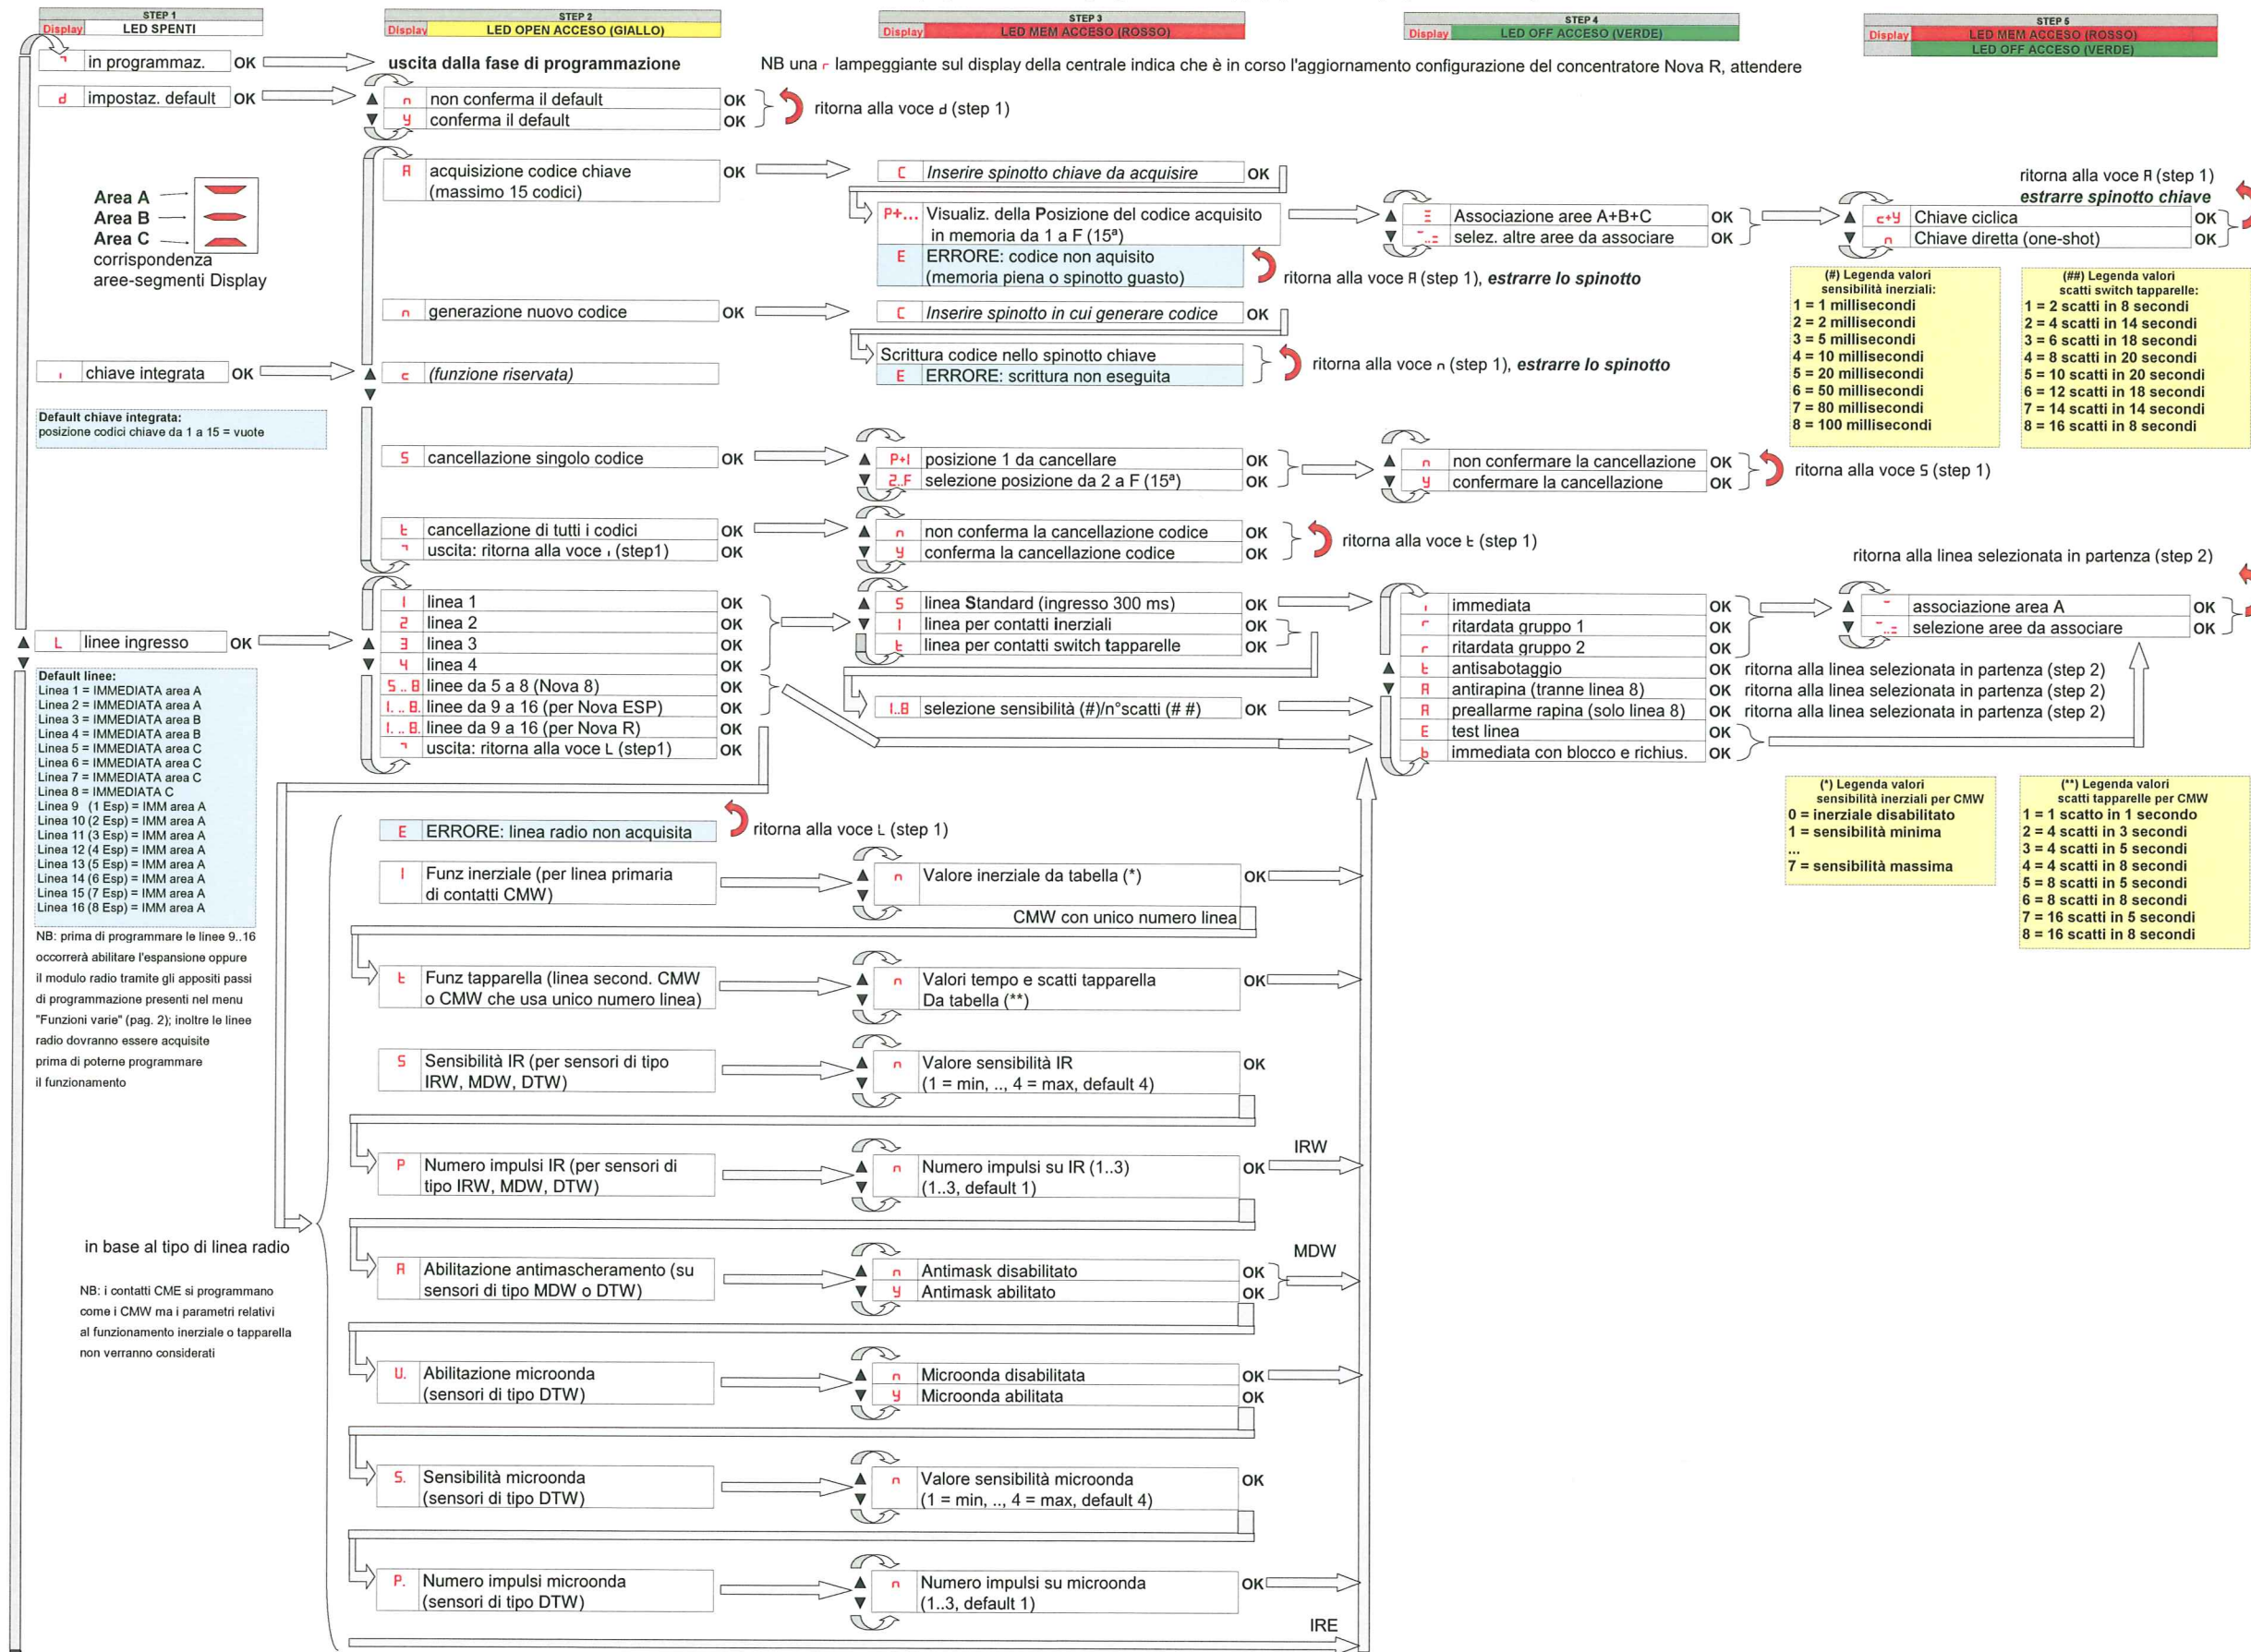 STEP 1
Display LED SPENTI
STEP 2
Display LED OPEN ACCESO (GIALLO)
STEP 3
Display LED MEM ACCESO (ROSSO)
STEP 4
Display LED OFF ACCESO (VERDE)
STEP 5
Display LED MEM ACCESO (ROSSO)
LED OFF ACCESO (VERDE)
in programmaz. OK
uscita dalla fase di programmazione
NB una r lampeggiante sul display della centrale indica che è in corso l'aggiornamento configurazione del concentratore Nova R, attendere
d impostaz. default OK
n non conferma il default OK
y conferma il default OK
ritorna alla voce d (step 1)
Area A
Area B
Area C
corrispondenza
aree-segmenti Display
A acquisizione codice chiave OK
(massimo 15 codici)
C Inserire spinotto chiave da acquisire OK
P+... Visualiz. della Posizione del codice acquisito
in memoria da 1 a F (15ª)
E ERRORE: codice non aquisito
(memoria piena o spinotto guasto)
ritorna alla voce A (step 1), estrarre lo spinotto
Associazione aree A+B+C OK
selez. altre aree da associare OK
ritorna alla voce A (step 1)
estrarre spinotto chiave
c+y Chiave ciclica OK
n Chiave diretta (one-shot) OK
(#) Legenda valori
sensibilità inerziali:
1 = 1 millisecondi
2 = 2 millisecondi
3 = 5 millisecondi
4 = 10 millisecondi
5 = 20 millisecondi
6 = 50 millisecondi
7 = 80 millisecondi
8 = 100 millisecondi
(##) Legenda valori
scatti switch tapparelle:
1 = 2 scatti in 8 secondi
2 = 4 scatti in 14 secondi
3 = 6 scatti in 18 secondi
4 = 8 scatti in 20 secondi
5 = 10 scatti in 20 secondi
6 = 12 scatti in 18 secondi
7 = 14 scatti in 14 secondi
8 = 16 scatti in 8 secondi
n generazione nuovo codice OK
C Inserire spinotto in cui generare codice OK
Scrittura codice nello spinotto chiave
E ERRORE: scrittura non eseguita
ritorna alla voce n (step 1), estrarre lo spinotto
ı chiave integrata OK
c (funzione riservata)
Default chiave integrata:
posizione codici chiave da 1 a 15 = vuote
S cancellazione singolo codice OK
P+1 posizione 1 da cancellare OK
2..F selezione posizione da 2 a F (15ª) OK
n non confermare la cancellazione OK
y confermare la cancellazione OK
ritorna alla voce S (step 1)
t cancellazione di tutti i codici OK
uscita: ritorna alla voce ı (step1) OK
n non conferma la cancellazione codice OK
y conferma la cancellazione codice OK
ritorna alla voce t (step 1)
L linee ingresso OK
1 linea 1 OK
2 linea 2 OK
3 linea 3 OK
4 linea 4 OK
5 .. 8 linee da 5 a 8 (Nova 8) OK
1. .. 8. linee da 9 a 16 (per Nova ESP) OK
1. .. 8. linee da 9 a 16 (per Nova R) OK
uscita: ritorna alla voce L (step1) OK
S linea Standard (ingresso 300 ms) OK
I linea per contatti inerziali OK
t linea per contatti switch tapparelle OK
1..8 selezione sensibilità (#)/n°scatti (# #) OK
ı immediata OK
ritardata gruppo 1 OK
r ritardata gruppo 2 OK
t antisabotaggio OK ritorna alla linea selezionata in partenza (step 2)
A antirapina (tranne linea 8) OK ritorna alla linea selezionata in partenza (step 2)
A preallarme rapina (solo linea 8) OK ritorna alla linea selezionata in partenza (step 2)
E test linea OK
b immediata con blocco e richius. OK
ritorna alla linea selezionata in partenza (step 2)
associazione area A OK
selezione aree da associare OK
Default linee:
Linea 1 = IMMEDIATA area A
Linea 2 = IMMEDIATA area A
Linea 3 = IMMEDIATA area B
Linea 4 = IMMEDIATA area B
Linea 5 = IMMEDIATA area C
Linea 6 = IMMEDIATA area C
Linea 7 = IMMEDIATA area C
Linea 8 = IMMEDIATA C
Linea 9 (1 Esp) = IMM area A
Linea 10 (2 Esp) = IMM area A
Linea 11 (3 Esp) = IMM area A
Linea 12 (4 Esp) = IMM area A
Linea 13 (5 Esp) = IMM area A
Linea 14 (6 Esp) = IMM area A
Linea 15 (7 Esp) = IMM area A
Linea 16 (8 Esp) = IMM area A
NB: prima di programmare le linee 9..16
occorrerà abilitare l'espansione oppure
il modulo radio tramite gli appositi passi
di programmazione presenti nel menu
"Funzioni varie" (pag. 2); inoltre le linee
radio dovranno essere acquisite
prima di poterne programmare
il funzionamento
(*) Legenda valori
sensibilità inerziali per CMW
0 = inerziale disabilitato
1 = sensibilità minima
...
7 = sensibilità massima
(**) Legenda valori
scatti tapparelle per CMW
1 = 1 scatto in 1 secondo
2 = 4 scatti in 3 secondi
3 = 4 scatti in 5 secondi
4 = 4 scatti in 8 secondi
5 = 8 scatti in 5 secondi
6 = 8 scatti in 8 secondi
7 = 16 scatti in 5 secondi
8 = 16 scatti in 8 secondi
E ERRORE: linea radio non acquisita
ritorna alla voce L (step 1)
I Funz inerziale (per linea primaria
di contatti CMW)
n Valore inerziale da tabella (*) OK
CMW con unico numero linea
t Funz tapparella (linea second. CMW
o CMW che usa unico numero linea)
n Valori tempo e scatti tapparella OK
Da tabella (**)
S Sensibilità IR (per sensori di tipo
IRW, MDW, DTW)
n Valore sensibilità IR OK
(1 = min, .., 4 = max, default 4)
P Numero impulsi IR (per sensori di
tipo IRW, MDW, DTW)
n Numero impulsi su IR (1..3) OK
(1..3, default 1)
IRW
in base al tipo di linea radio
A Abilitazione antimascheramento (su
sensori di tipo MDW o DTW)
n Antimask disabilitato OK
y Antimask abilitato OK
MDW
NB: i contatti CME si programmano
come i CMW ma i parametri relativi
al funzionamento inerziale o tapparella
non verranno considerati
U. Abilitazione microonda
(sensori di tipo DTW)
n Microonda disabilitata OK
y Microonda abilitata OK
S. Sensibilità microonda
(sensori di tipo DTW)
n Valore sensibilità microonda OK
(1 = min, .., 4 = max, default 4)
P. Numero impulsi microonda
(sensori di tipo DTW)
n Numero impulsi su microonda OK
(1..3, default 1)
IRE